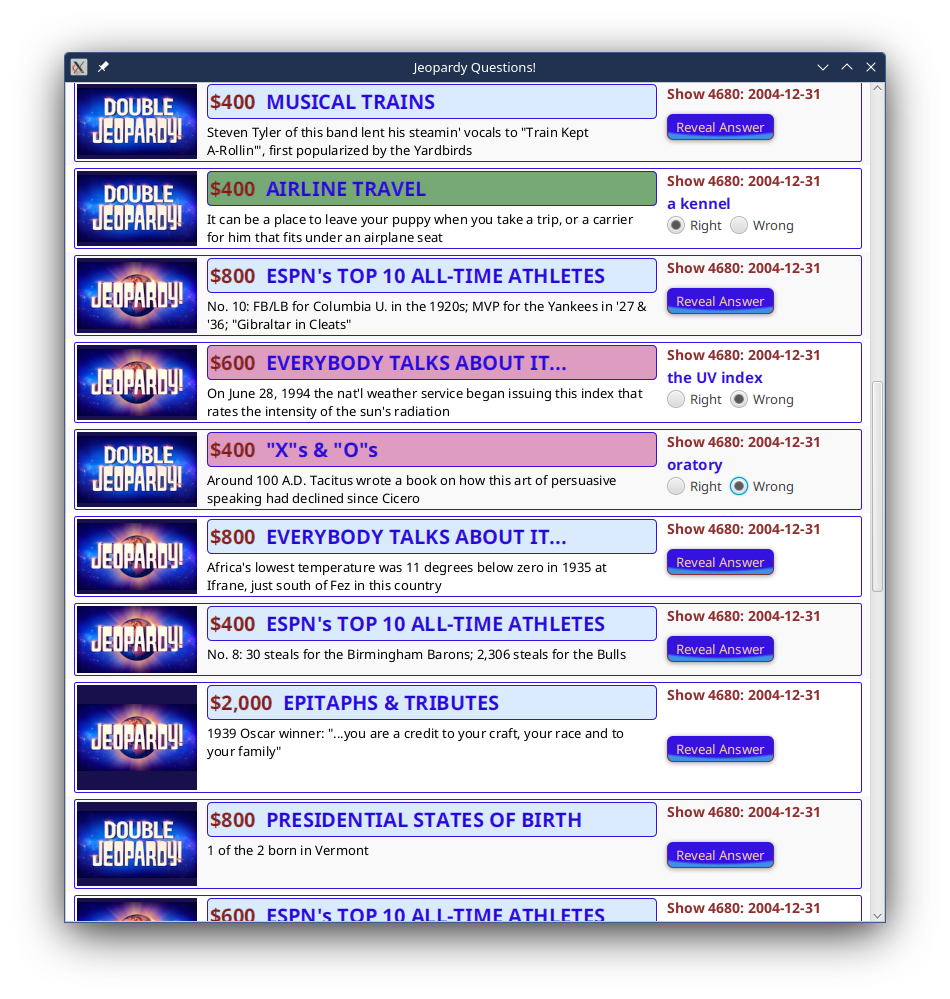 Jeopardy Questions!
DOUBLE
JEOPARDY!
$400 MUSICAL TRAINS
Steven Tyler of this band lent his steamin' vocals to "Train Kept
A-Rollin'", first popularized by the Yardbirds
Show 4680: 2004-12-31
Reveal Answer
DOUBLE
JEOPARDY!
$400 AIRLINE TRAVEL
It can be a place to leave your puppy when you take a trip, or a carrier
for him that fits under an airplane seat
Show 4680: 2004-12-31
a kennel
Right Wrong
JEOPARDY!
$800 ESPN's TOP 10 ALL-TIME ATHLETES
No. 10: FB/LB for Columbia U. in the 1920s; MVP for the Yankees in '27 &
'36; "Gibraltar in Cleats"
Show 4680: 2004-12-31
Reveal Answer
JEOPARDY!
$600 EVERYBODY TALKS ABOUT IT...
On June 28, 1994 the nat'l weather service began issuing this index that
rates the intensity of the sun's radiation
Show 4680: 2004-12-31
the UV index
Right Wrong
DOUBLE
JEOPARDY!
$400 "X"s & "O"s
Around 100 A.D. Tacitus wrote a book on how this art of persuasive
speaking had declined since Cicero
Show 4680: 2004-12-31
oratory
Right Wrong
JEOPARDY!
$800 EVERYBODY TALKS ABOUT IT...
Africa's lowest temperature was 11 degrees below zero in 1935 at
Ifrane, just south of Fez in this country
Show 4680: 2004-12-31
Reveal Answer
JEOPARDY!
$400 ESPN's TOP 10 ALL-TIME ATHLETES
No. 8: 30 steals for the Birmingham Barons; 2,306 steals for the Bulls
Show 4680: 2004-12-31
Reveal Answer
JEOPARDY!
$2,000 EPITAPHS & TRIBUTES
1939 Oscar winner: "...you are a credit to your craft, your race and to
your family"
Show 4680: 2004-12-31
Reveal Answer
DOUBLE
JEOPARDY!
$800 PRESIDENTIAL STATES OF BIRTH
1 of the 2 born in Vermont
Show 4680: 2004-12-31
Reveal Answer
$600 ESPN's TOP 10 ALL-TIME ATHLETES
Show 4680: 2004-12-31